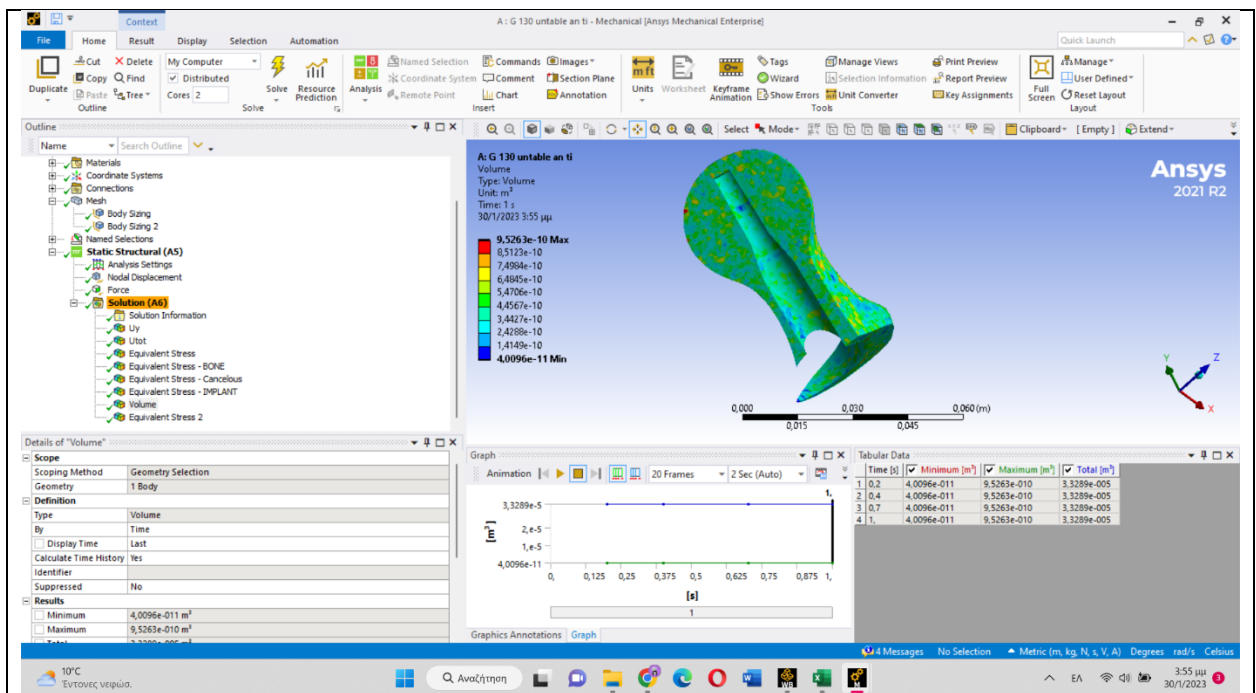 Context
A : G 130 untable an ti - Mechanical [Ansys Mechanical Enterprise]
File Home Result Display Selection Automation
Quick Launch
Duplicate
Cut
Copy
Paste
Delete
Find
Tree
Outline
My Computer
Distributed
Cores 2
Solve
Resource Prediction
Solve
Analysis
Named Selection
Coordinate System
Remote Point
Commands
Comment
Chart
Images
Section Plane
Annotation
Insert
Units
Worksheet
Keyframe Animation
Tags
Wizard
Show Errors
Manage Views
Selection Information
Unit Converter
Print Preview
Report Preview
Key Assignments
Tools
Full Screen
Manage
User Defined
Reset Layout
Layout
Outline
Name Search Outline
Select Mode Clipboard [Empty] Extend
Materials
Coordinate Systems
Connections
Mesh
Body Sizing
Body Sizing 2
Named Selections
Static Structural (A5)
Analysis Settings
Nodal Displacement
Force
Solution (A6)
Solution Information
Uy
Utot
Equivalent Stress
Equivalent Stress - BONE
Equivalent Stress - Cancelous
Equivalent Stress - IMPLANT
Volume
Equivalent Stress 2
A: G 130 untable an ti
Volume
Type: Volume
Unit: m³
Time: 1 s
30/1/2023 3:55 μμ
9,5263e-10 Max
8,5123e-10
7,4984e-10
6,4845e-10
5,4706e-10
4,4567e-10
3,4427e-10
2,4288e-10
1,4149e-10
4,0096e-11 Min
Ansys
2021 R2
0,000 0,030 0,060 (m)
0,015 0,045
Y Z
X
Details of "Volume"
Scope
Scoping Method Geometry Selection
Geometry 1 Body
Definition
Type Volume
By Time
Display Time Last
Calculate Time History Yes
Identifier
Suppressed No
Results
Minimum 4,0096e-011 m³
Maximum 9,5263e-010 m³
Total 3,3289e-005 m³
Graph
Animation 20 Frames 2 Sec (Auto)
1,
3,3289e-5
2,e-5
1,e-5
4,0096e-11
[m³]
0, 0,125 0,25 0,375 0,5 0,625 0,75 0,875 1,
[s]
1
Graphics Annotations Graph
Tabular Data
Time [s] Minimum [m³] Maximum [m³] Total [m³]
1 0,2 4,0096e-011 9,5263e-010 3,3289e-005
2 0,4 4,0096e-011 9,5263e-010 3,3289e-005
3 0,7 4,0096e-011 9,5263e-010 3,3289e-005
4 1, 4,0096e-011 9,5263e-010 3,3289e-005
4 Messages No Selection Metric (m, kg, N, s, V, A) Degrees rad/s Celsius
10°C
Έντονες νεφώσ.
Αναζήτηση
WB
M
ΕΛ
3:55 μμ
30/1/2023
3